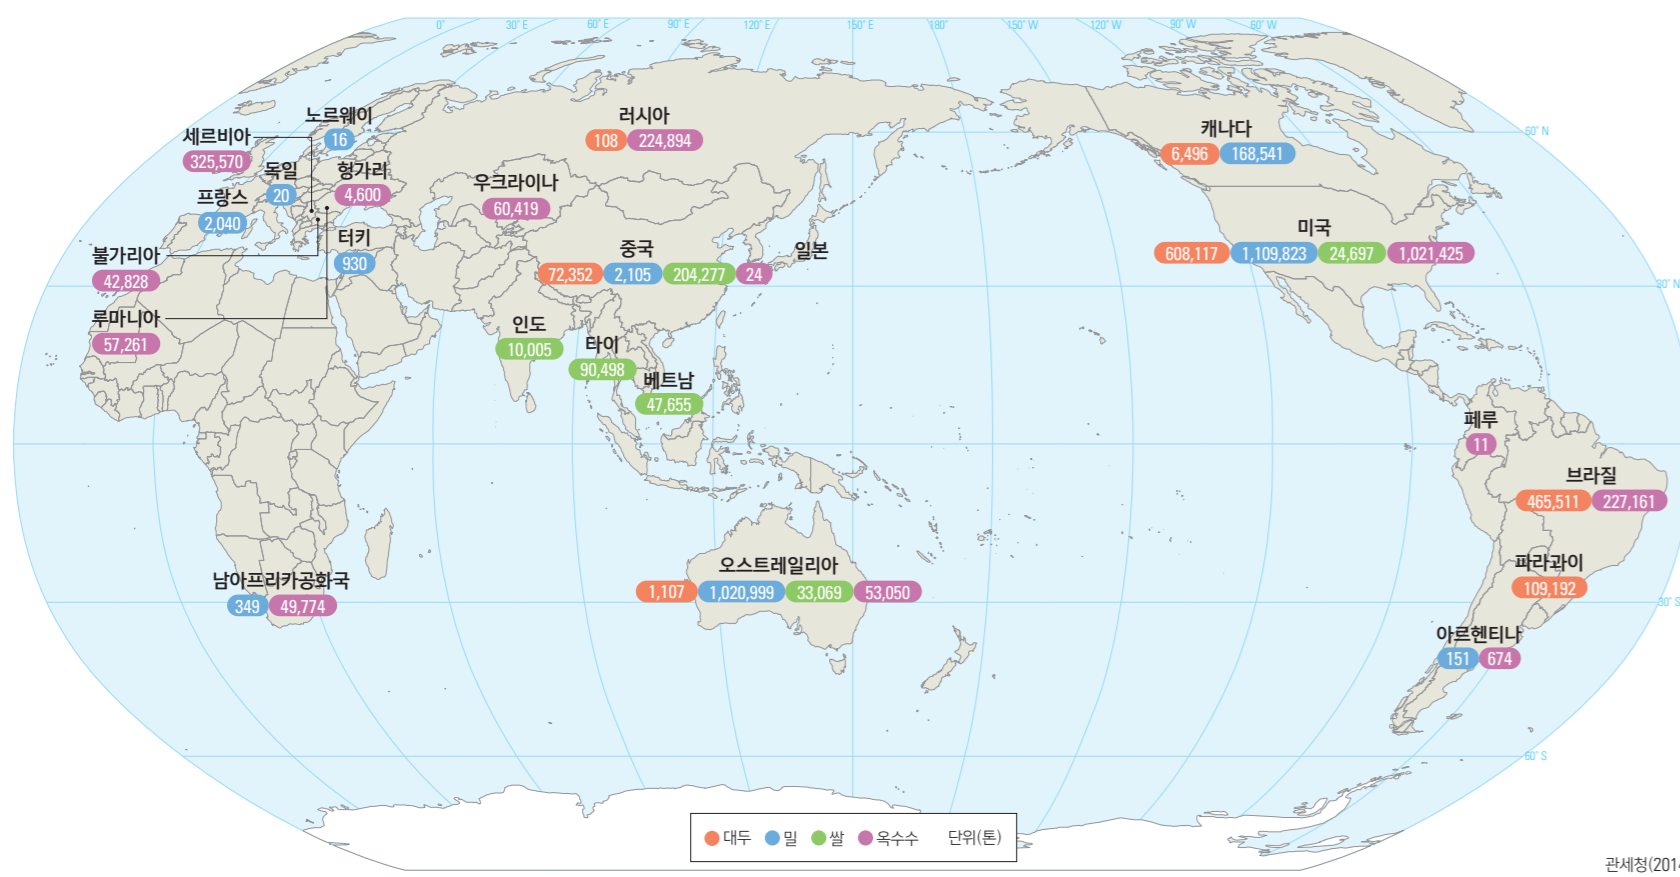 0° 30° E 60° E 90° E 120° E 150° E 180° 150° W 120° W 90° W 60° W
노르웨이
16
세르비아
325,570
독일
20
헝가리
4,600
프랑스
2,040
불가리아
42,828
터키
930
루마니아
57,261
러시아
108 224,894
우크라이나
60,419
중국
72,352 2,105 204,277 24
일본
인도
10,005
타이
90,498
베트남
47,655
캐나다
6,496 168,541
60° N
미국
608,117 1,109,823 24,697 1,021,425
30° N
페루
11
브라질
465,511 227,161
파라과이
109,192
30° S
아르헨티나
151 674
남아프리카공화국
349 49,774
오스트레일리아
1,107 1,020,999 33,069 53,050
60° S
대두 밀 쌀 옥수수 단위(톤)
관세청(2014